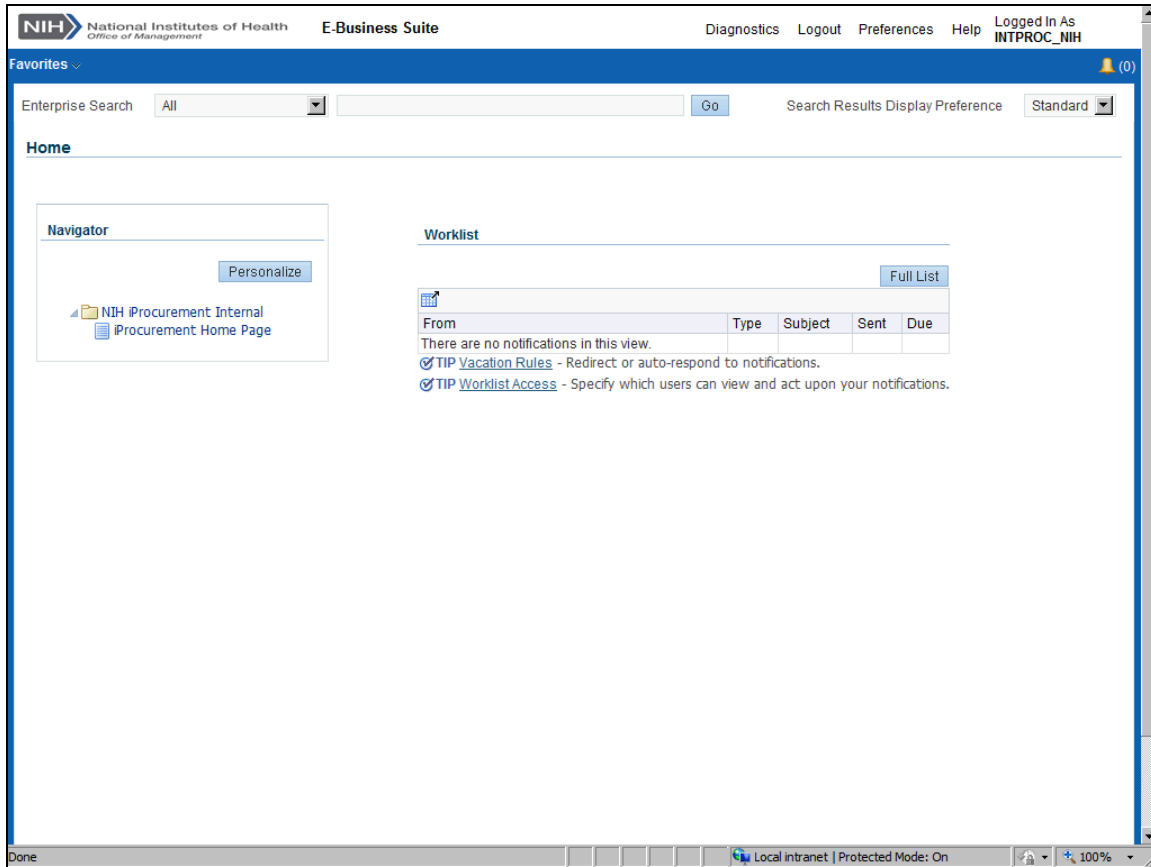 NIH National Institutes of Health E-Business Suite Diagnostics Logout Preferences Help Logged In As
Office of Management INTPROC_NIH
Favorites (0)
Enterprise Search All Go Search Results Display Preference Standard
Home
Navigator
Personalize
NIH iProcurement Internal
iProcurement Home Page
Worklist
Full List
From Type Subject Sent Due
There are no notifications in this view.
TIP Vacation Rules - Redirect or auto-respond to notifications.
TIP Worklist Access - Specify which users can view and act upon your notifications.
Done Local intranet | Protected Mode: On 100%